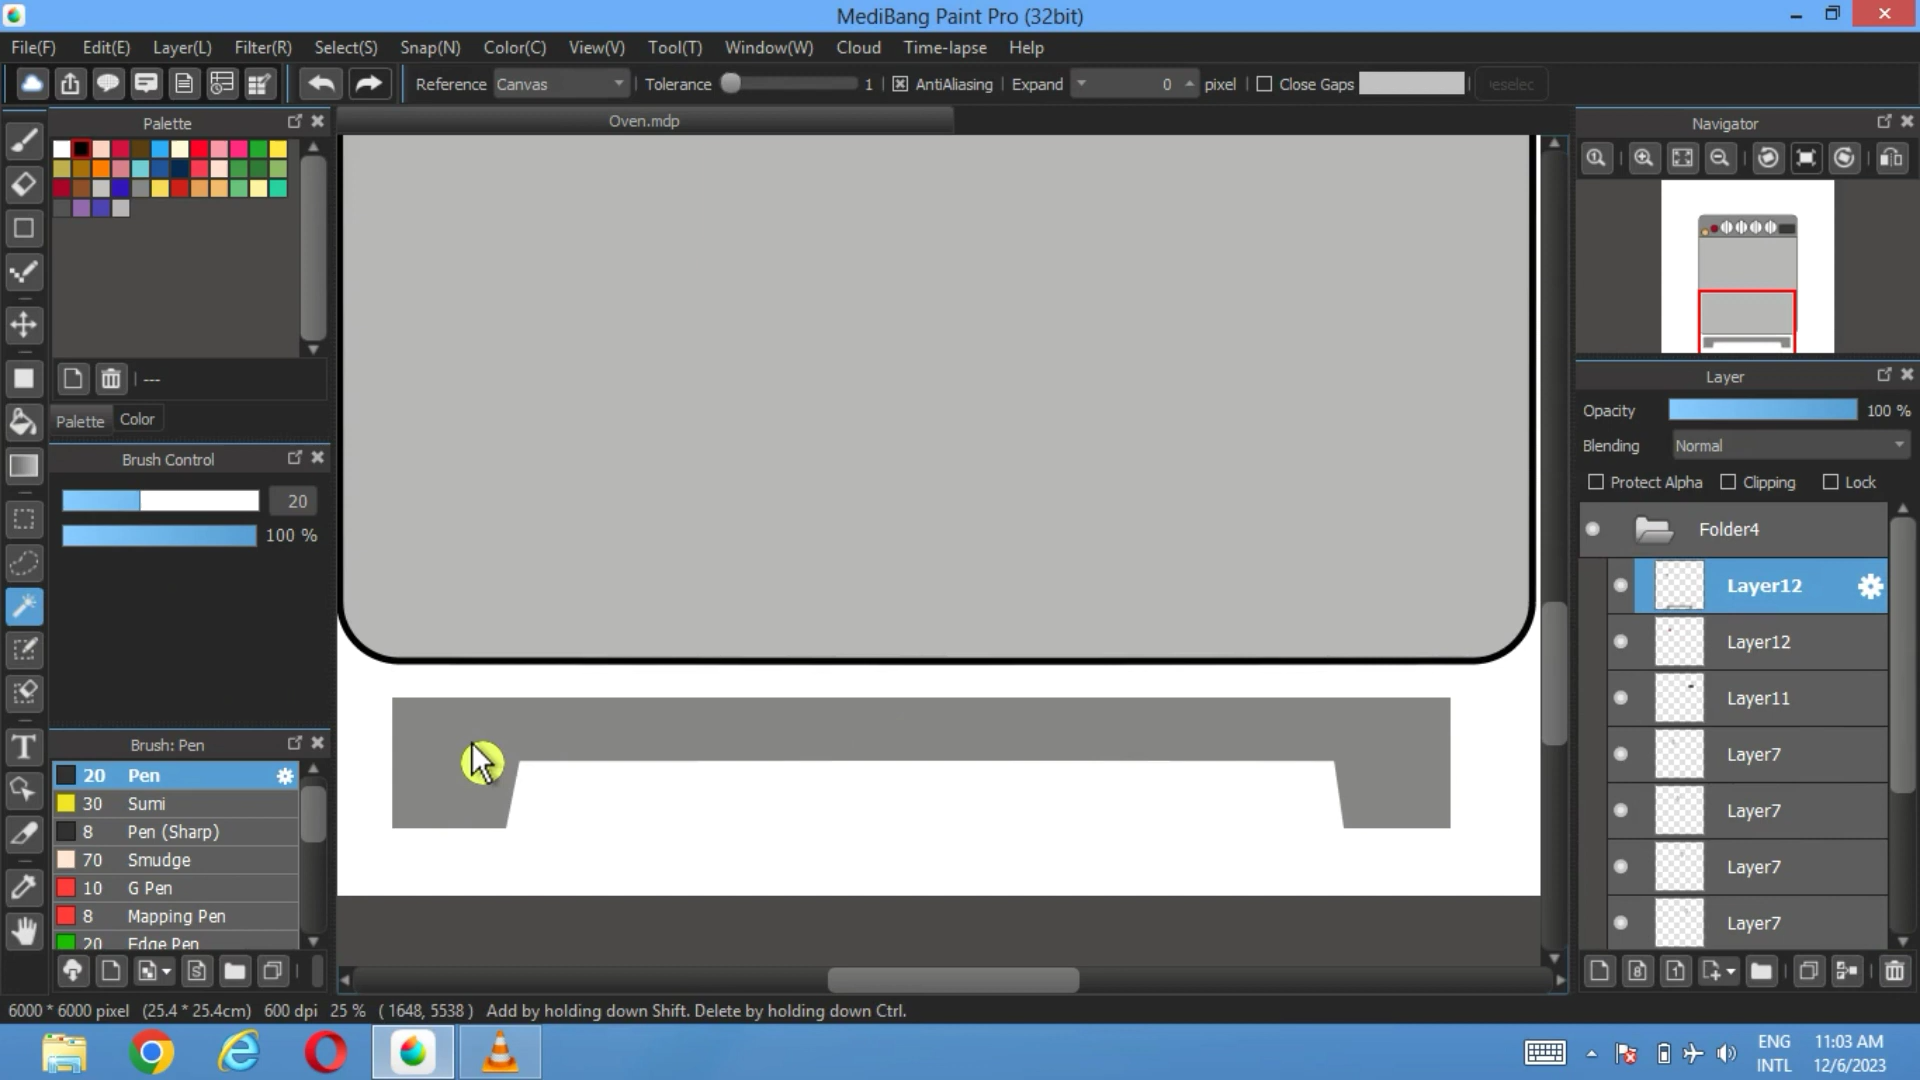 MediBang Paint Pro (32bit)
File(F) Edit(E) Layer(L) Filter(R) Select(S) Snap(N) Color(C) View(V) Tool(T) Window(W) Cloud Time-lapse Help
Reference Canvas Tolerance 1 AntiAliasing Expand 0 pixel Close Gaps eselec
Palette
Oven.mdp
Navigator
---
Palette Color
Layer
Opacity 100 %
Blending Normal
Protect Alpha Clipping Lock
Brush Control
20
100 %
Folder4
Layer12
Layer12
Layer11
Layer7
Layer7
Layer7
Layer7
Brush: Pen
20 Pen
30 Sumi
8 Pen (Sharp)
70 Smudge
10 G Pen
8 Mapping Pen
20 Edge Pen
6000 * 6000 pixel (25.4 * 25.4cm) 600 dpi 25 % ( 1648, 5538 ) Add by holding down Shift. Delete by holding down Ctrl.
ENG 11:03 AM
INTL 12/6/2023